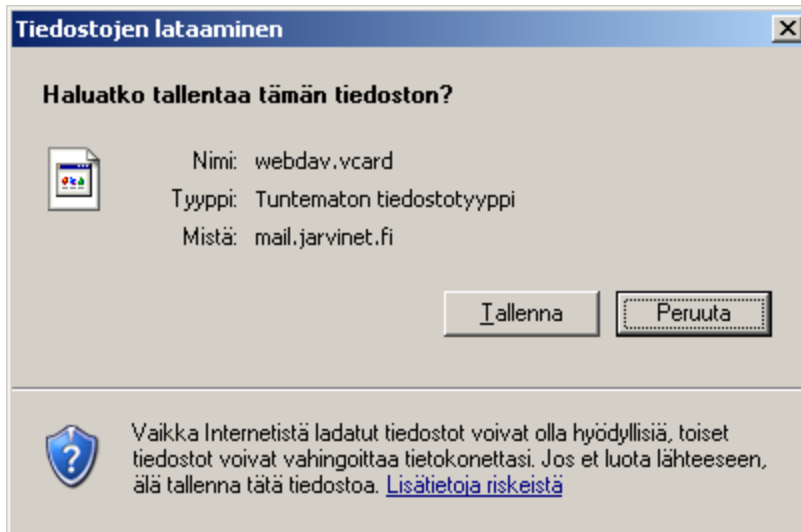 Tiedostojen lataaminen
Haluatko tallentaa tämän tiedoston?
Nimi: webdav.vcard
Tyyppi: Tuntematon tiedostotyyppi
Mistä: mail.jarvinet.fi
Tallenna Peruuta
Vaikka Internetistä ladatut tiedostot voivat olla hyödyllisiä, toiset
tiedostot voivat vahingoittaa tietokonettasi. Jos et luota lähteeseen,
älä tallenna tätä tiedostoa. Lisätietoja riskeistä